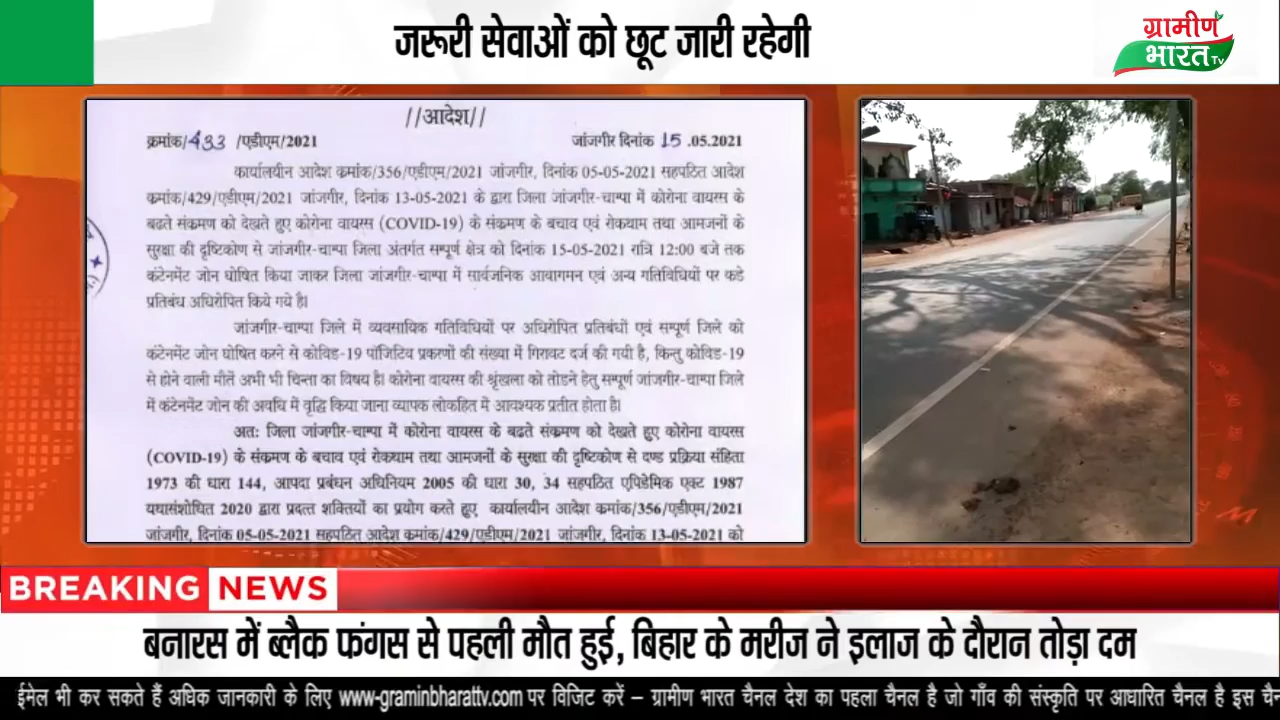 जरूरी सेवाओं को छूट जारी रहेगी
ग्रामीण
भारत Tv
//आदेश//
क्रमांक/433 /एडीएम/2021 जांजगीर दिनांक 15 .05.2021
कार्यालयीन आदेश क्रमांक/356/एडीएम/2021 जांजगीर, दिनांक 05-05-2021 सहपठित आदेश
क्रमांक/429/एडीएम/2021 जांजगीर, दिनांक 13-05-2021 के द्वारा जिला जांजगीर-चाम्पा में कोरोना वायरस के
बढते संक्रमण को देखते हुए कोरोना वायरस (COVID-19) के संक्रमण के बचाव एवं रोकथाम तथा आमजनों के
सुरक्षा की दृष्टिकोण से जांजगीर-चाम्पा जिला अंतर्गत सम्पूर्ण क्षेत्र को दिनांक 15-05-2021 रात्रि 12:00 बजे तक
कंटेनमेंट जोन घोषित किया जाकर जिला जांजगीर-चाम्पा में सार्वजनिक आवागमन एवं अन्य गतिविधियों पर कडे
प्रतिबंध अधिरोपित किये गये है।
जांजगीर-चाम्पा जिले में व्यवसायिक गतिविधियों पर अधिरोपित प्रतिबंधों एवं सम्पूर्ण जिले को
कंटेनमेंट जोन घोषित करने से कोविड-19 पॉजिटिव प्रकरणों की संख्या में गिरावट दर्ज की गयी है, किन्तु कोविड-19
से होने वाली मौतें अभी भी चिन्ता का विषय है। कोरोना वायरस की श्रृंखला को तोडने हेतु सम्पूर्ण जांजगीर-चाम्पा जिले
में कंटेनमेंट जोन की अवधि में वृद्धि किया जाना व्यापक लोकहित में आवश्यक प्रतीत होता है।
अतः जिला जांजगीर-चाम्पा में कोरोना वायरस के बढते संक्रमण को देखते हुए कोरोना वायरस
(COVID-19) के संक्रमण के बचाव एवं रोकथाम तथा आमजनों के सुरक्षा की दृष्टिकोण से दण्ड प्रक्रिया संहिता
1973 की धारा 144, आपदा प्रबंधन अधिनियम 2005 की धारा 30, 34 सहपठित एपिडेमिक एक्ट 1987
यथासंशोधित 2020 द्वारा प्रदत्त शक्तियों का प्रयोग करते हुए कार्यालयीन आदेश क्रमांक/356/एडीएम/2021
जांजगीर, दिनांक 05-05-2021 सहपठित आदेश क्रमांक/429/एडीएम/2021 जांजगीर, दिनांक 13-05-2021 को
BREAKING NEWS
बनारस में ब्लैक फंगस से पहली मौत हुई, बिहार के मरीज ने इलाज के दौरान तोड़ा दम
ईमेल भी कर सकते हैं अधिक जानकारी के लिए www-graminbharattv.com पर विजिट करें – ग्रामीण भारत चैनल देश का पहला चैनल है जो गाँव की संस्कृति पर आधारित चैनल है इस